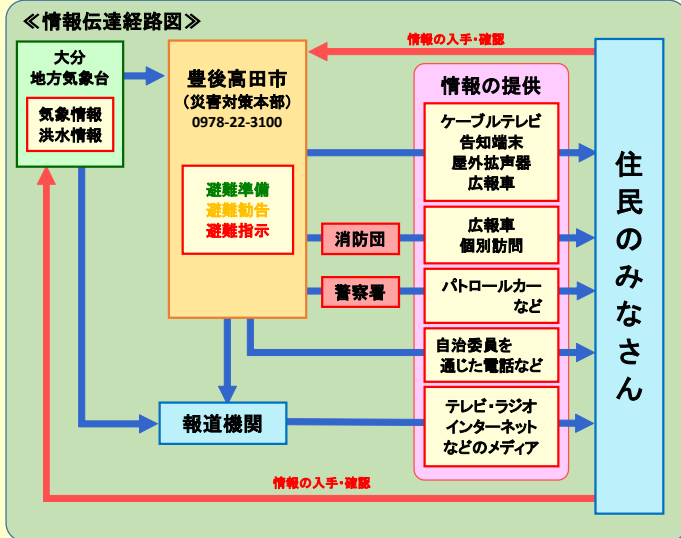 ≪情報伝達経路図≫
情報の入手・確認
大分
地方気象台
気象情報
洪水情報
豊後高田市
(災害対策本部)
0978-22-3100
避難準備
避難勧告
避難指示
情報の提供
ケーブルテレビ
告知端末
屋外拡声器
広報車
消防団
広報車
個別訪問
警察署
パトロールカー
など
自治委員を
通じた電話など
報道機関
テレビ・ラジオ
インターネット
などのメディア
住民のみなさん
情報の入手・確認